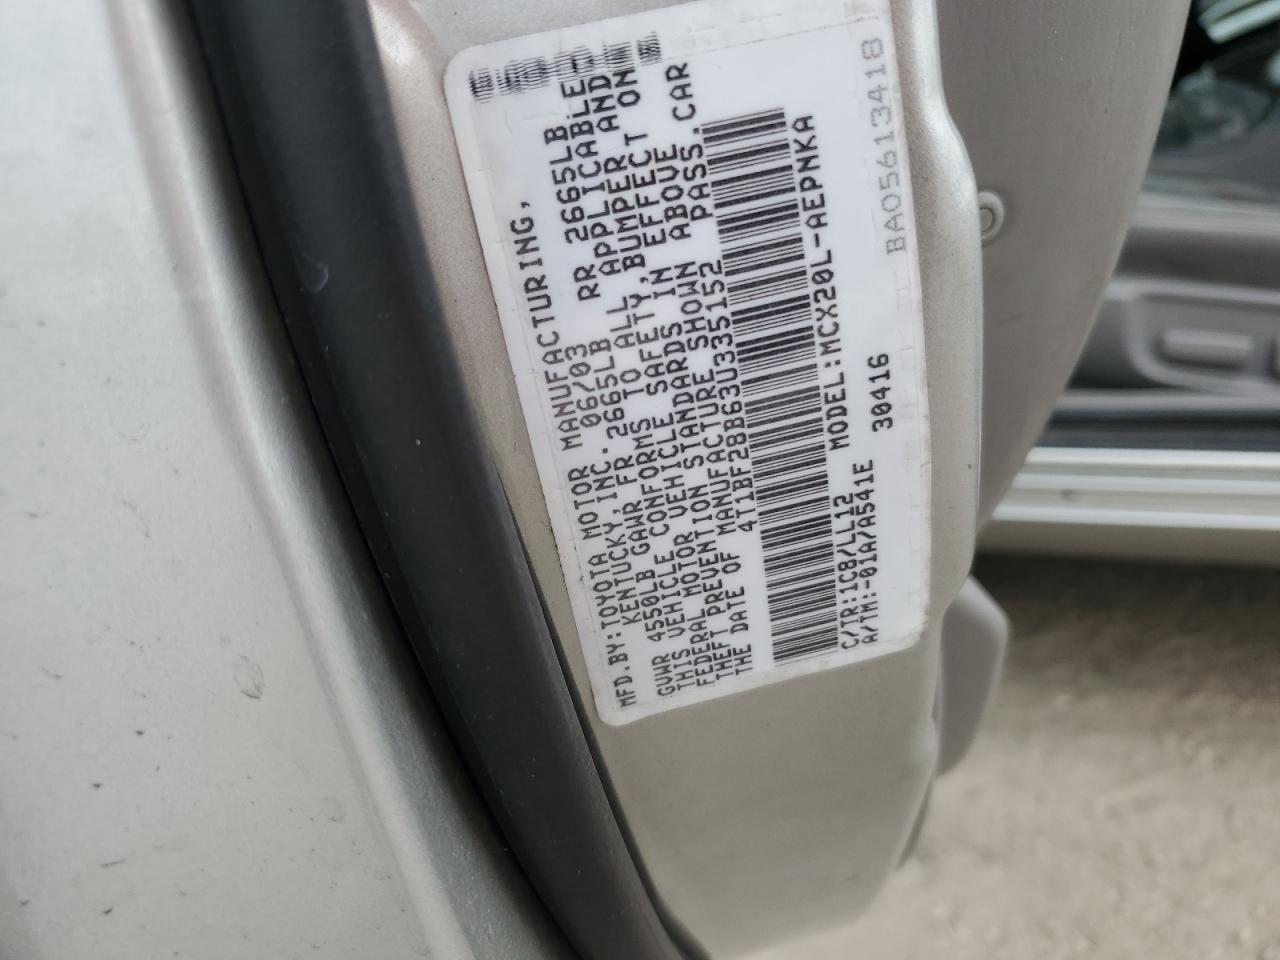 MFD.BY:TOYOTA MOTOR MANUFACTURING,
KENTUCKY, INC. 06/03
GVWR 4550LB GAWR, FR 2665LB RR 2665LB
THIS VEHICLE CONFORMS TO ALL APPLICABLE
FEDERAL MOTOR VEHICLE SAFETY, BUMPER AND
THEFT PREVENTION STANDARDS IN EFFECT ON
THE DATE OF MANUFACTURE SHOWN ABOVE
4T1BF28B63U335152 PASS. CAR
MODEL:MCX20L-AEPNKA
C/TR:1C8/LL12
A/TM:-01A/A541E 30416
BA05613418